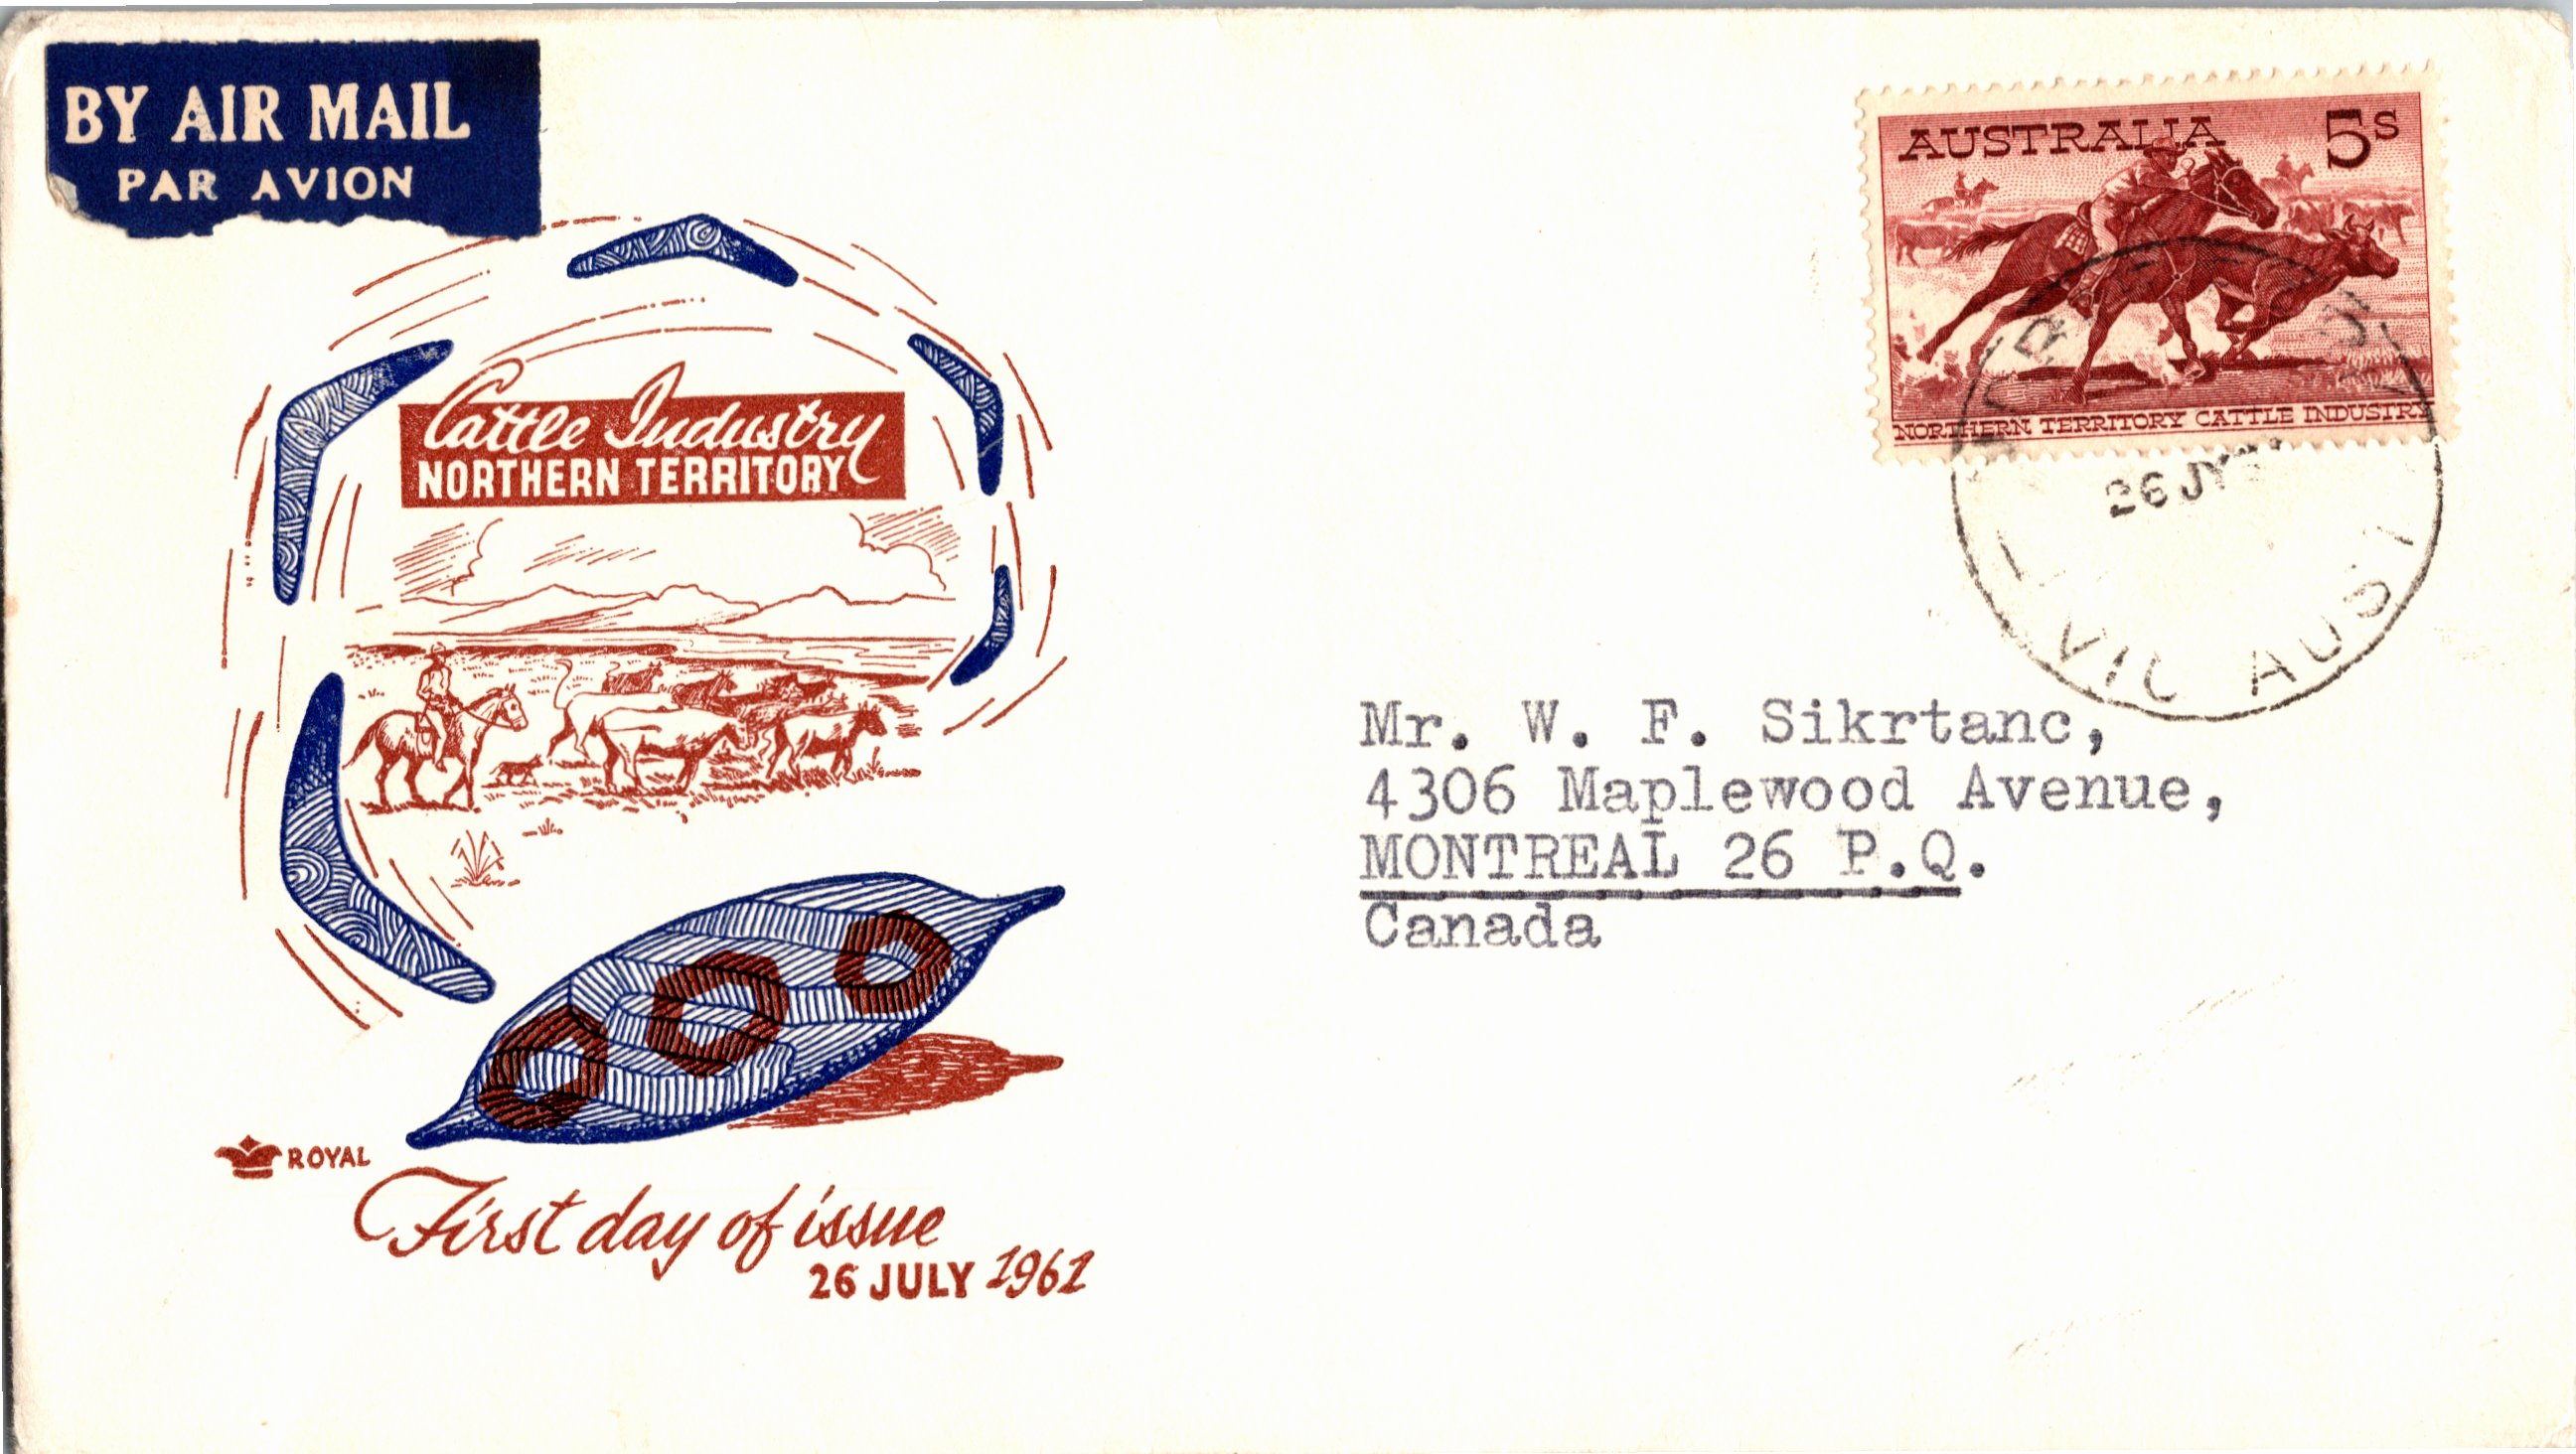 BY AIR MAIL
PAR AVION
AUSTRALIA 5s
NORTHERN TERRITORY CATTLE INDUSTRY
26 JY
VIC AUST
Cattle Industry
NORTHERN TERRITORY
Mr. W. F. Sikrtanc,
4306 Maplewood Avenue,
MONTREAL 26 P.Q.
Canada
ROYAL
First day of issue
26 JULY 1961